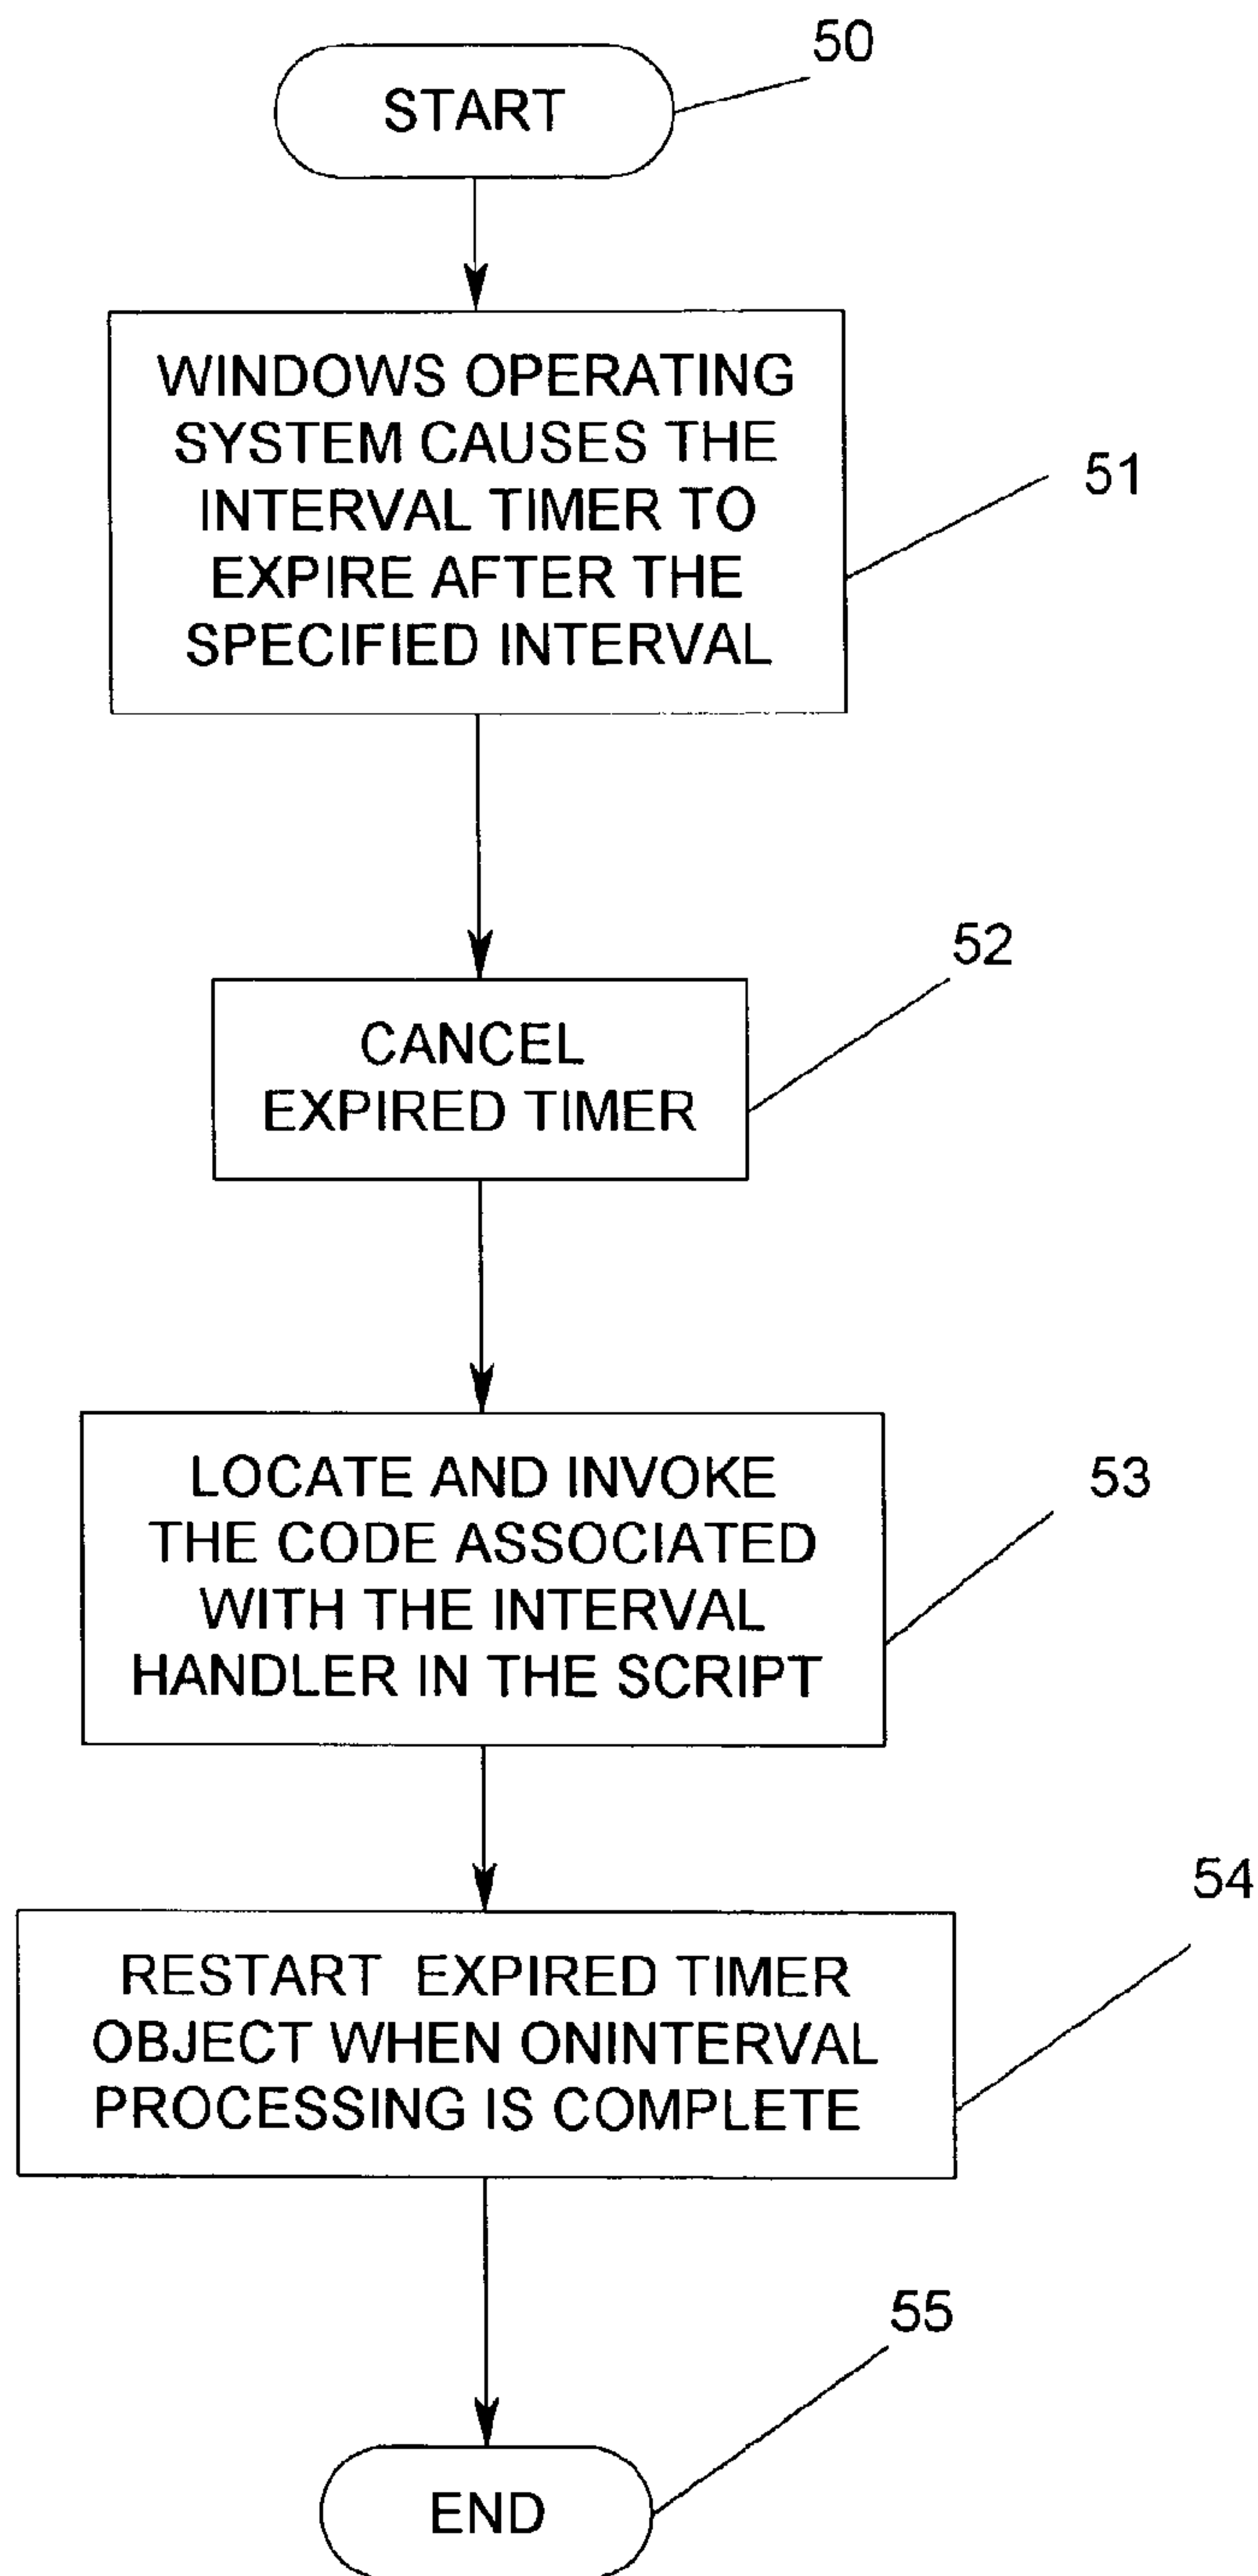 50
START
WINDOWS OPERATING
SYSTEM CAUSES THE
INTERVAL TIMER TO
EXPIRE AFTER THE
SPECIFIED INTERVAL
51
52
CANCEL
EXPIRED TIMER
LOCATE AND INVOKE
THE CODE ASSOCIATED
WITH THE INTERVAL
HANDLER IN THE SCRIPT
53
54
RESTART EXPIRED TIMER
OBJECT WHEN ONINTERVAL
PROCESSING IS COMPLETE
55
END